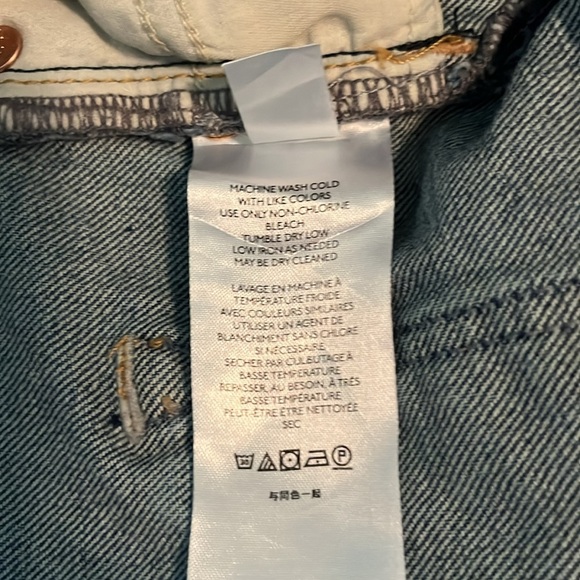 MACHINE WASH COLD
WITH LIKE COLORS
USE ONLY NON-CHLORINE
BLEACH
TUMBLE DRY LOW
LOW IRON AS NEEDED
MAY BE DRY CLEANED
LAVAGE EN MACHINE À
TEMPÉRATURE FROIDE
AVEC COULEURS SIMILAIRES
UTILISER UN AGENT DE
BLANCHIMENT SANS CHLORE
SI NÉCESSAIRE
SECHER PAR CULBUTAGE À
BASSE TEMPÉRATURE
REPASSER, AU BESOIN, À TRÈS
BASSE TEMPÉRATURE
PEUT-ÊTRE ÊTRE NETTOYÉE
SEC
30 P
与同色一起